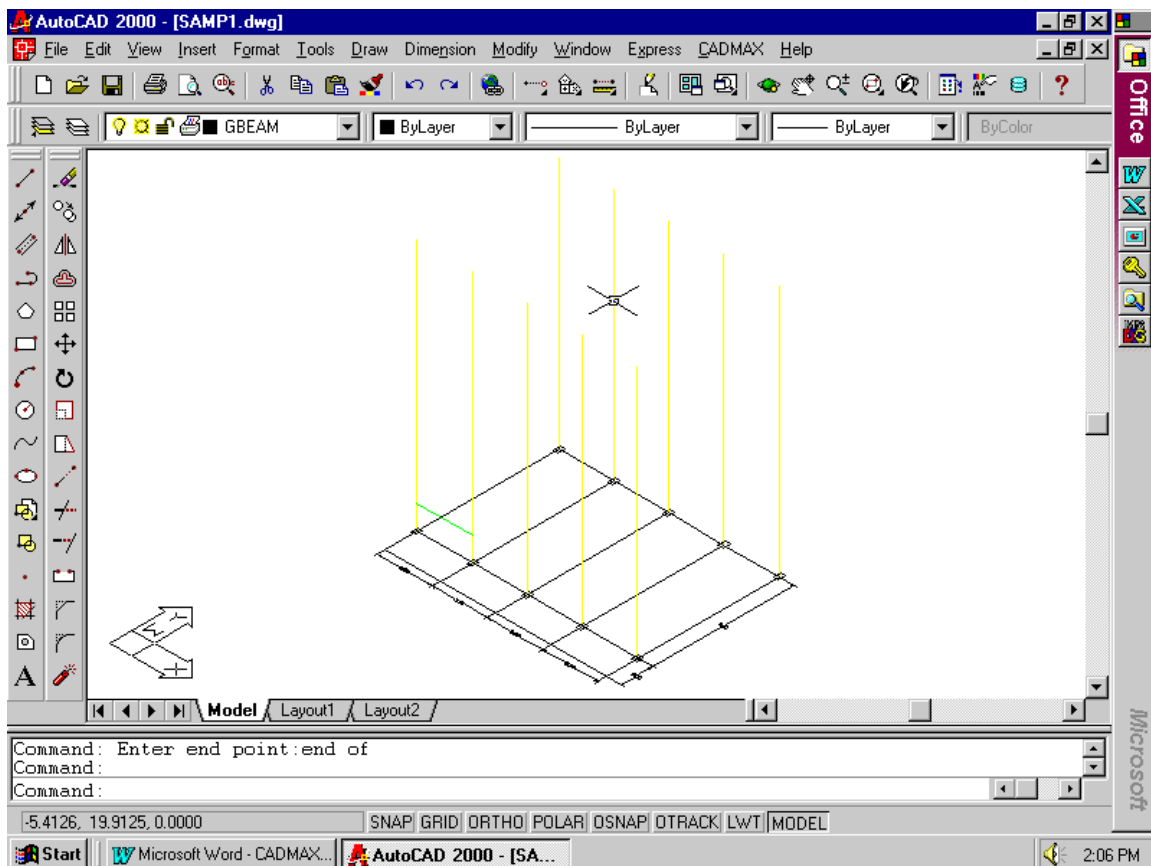 AutoCAD 2000 - [SAMP1.dwg]
File Edit View Insert Format Tools Draw Dimension Modify Window Express CADMAX Help
GBEAM ByLayer ByLayer ByLayer ByColor
Office
Y
W
X
A
Model Layout1 Layout2
Command: Enter end point:end of
Command:
Command:
-5.4126, 19.9125, 0.0000 SNAP GRID ORTHO POLAR OSNAP OTRACK LWT MODEL
Microsoft
Start Microsoft Word - CADMAX... AutoCAD 2000 - [SA... 2:06 PM